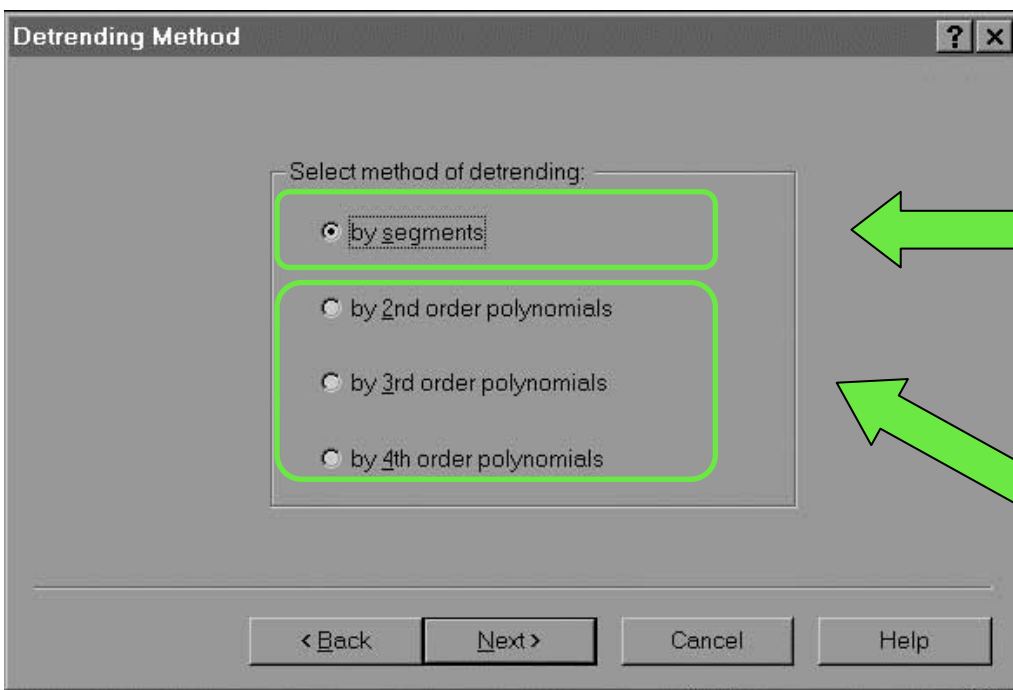 Detrending Method
? ×
Select method of detrending:
by segments
by 2nd order polynomials
by 3rd order polynomials
by 4th order polynomials
< Back Next > Cancel Help